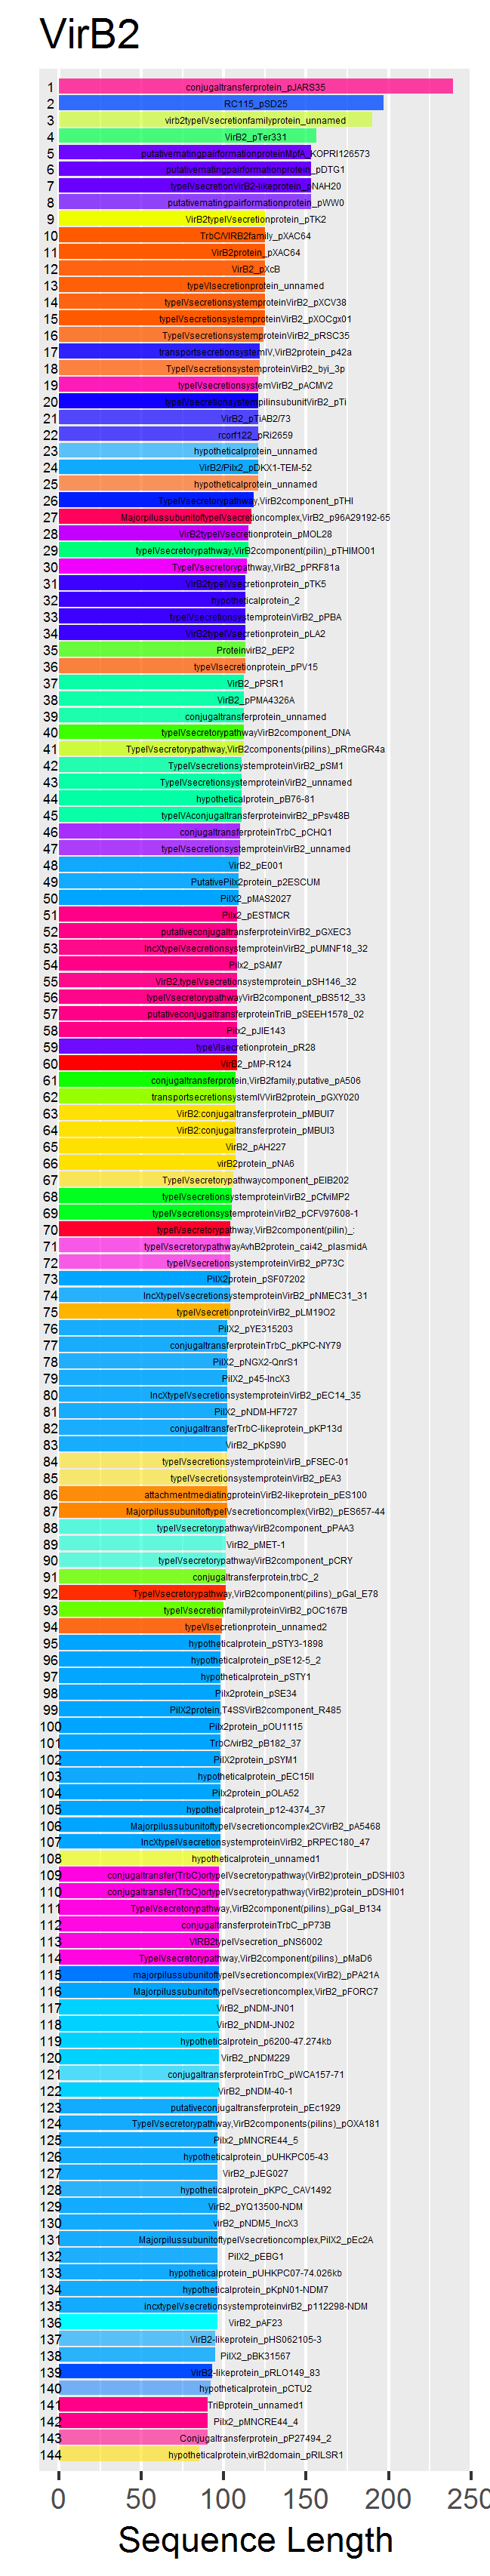 VirB2
1 conjugaltransferprotein_pJARS35
2 RC115_pSD25
3 virb2typeIVsecretionfamilyprotein_unnamed
4 VirB2_pTer331
5 putativematingpairformationproteinMpfA_KOPRI126573
6 putativematingpairformationprotein_pDTG1
7 typeIVsecretionVirB2-likeprotein_pNAH20
8 putativematingpairformationprotein_pWW0
9 VirB2typeIVsecretionprotein_pTK2
10 TrbC/VIRB2family_pXAC64
11 VirB2protein_pXAC64
12 VirB2_pXcB
13 typeVIsecretionprotein_unnamed
14 typeIVsecretionsystemproteinVirB2_pXCV38
15 typeIVsecretionsystemproteinVirB2_pXOCgx01
16 TypeIVsecretionsystemproteinVirB2_pRSC35
17 transportsecretionsystemIV,VirB2protein_p42a
18 TypeIVsecretionsystemproteinVirB2_byi_3p
19 typeIVsecretionsystemVirB2_pACMV2
20 typeIVsecretionsystempilinsubunitVirB2_pTi
21 VirB2_pTiAB2/73
22 rcorf122_pRi2659
23 hypotheticalprotein_unnamed
24 VirB2/Pilx2_pDKX1-TEM-52
25 hypotheticalprotein_unnamed
26 TypeIVsecretorypathway,VirB2component_pTHI
27 MajorpilussubunitoftypeIVsecretioncomplex,VirB2_p96A29192-65
28 VirB2typeIVsecretionprotein_pMOL28
29 typeIVsecretorypathway,VirB2component(pilin)_pTHIMO01
30 TypeIVsecretorypathway,VirB2_pPRF81a
31 VirB2typeIVsecretionprotein_pTK5
32 hypotheticalprotein_2
33 typeIVsecretionsystemproteinVirB2_pPBA
34 VirB2typeIVsecretionprotein_pLA2
35 ProteinvirB2_pEP2
36 typeVIsecretionprotein_pPV15
37 VirB2_pPSR1
38 VirB2_pPMA4326A
39 conjugaltransferprotein_unnamed
40 typeIVsecretorypathwayVirB2component_DNA
41 TypeIVsecretorypathway,VirB2components(pilins)_pRmeGR4a
42 TypeIVsecretionsystemproteinVirB2_pSM1
43 TypeIVsecretionsystemproteinVirB2_unnamed
44 hypotheticalprotein_pB76-81
45 typeIVAconjugaltransferproteinvirB2_pPsv48B
46 conjugaltransferproteinTrbC_pCHQ1
47 typeIVsecretionsystemproteinVirB2_unnamed
48 VirB2_pE001
49 PutativePilx2protein_p2ESCUM
50 PilX2_pMAS2027
51 Pilx2_pESTMCR
52 putativeconjugaltransferproteinVirB2_pGXEC3
53 IncXtypeIVsecretionsystemproteinVirB2_pUMNF18_32
54 Pilx2_pSAM7
55 VirB2,typeIVsecretionsystemprotein_pSH146_32
56 typeIVsecretorypathwayVirB2component_pBS512_33
57 putativeconjugaltransferproteinTriB_pSEEH1578_02
58 Pilx2_pJIE143
59 typeVIsecretionprotein_pR28
60 VirB2_pMP-R124
61 conjugaltransferprotein,VirB2family,putative_pA506
62 transportsecretionsystemIVVirB2protein_pGXY020
63 VirB2:conjugaltransferprotein_pMBUI7
64 VirB2:conjugaltransferprotein_pMBUI3
65 VirB2_pAH227
66 virB2protein_pNA6
67 TypeIVsecretorypathwaycomponent_pEIB202
68 typeIVsecretionsystemproteinVirB2_pCfviMP2
69 typeIVsecretionsystemproteinVirB2_pCFV97608-1
70 typeIVsecretorypathway,VirB2component(pilin)_:
71 typeIVsecretorypathwayAvhB2protein_cai42_plasmidA
72 typeIVsecretionsystemproteinVirB2_pP73C
73 PilX2protein_pSF07202
74 IncXtypeIVsecretionsystemproteinVirB2_pNMEC31_31
75 typeIVsecretionproteinVirB2_pLM19O2
76 PilX2_pYE315203
77 conjugaltransferproteinTrbC_pKPC-NY79
78 PilX2_pNGX2-QnrS1
79 PilX2_p45-IncX3
80 IncXtypeIVsecretionsystemproteinVirB2_pEC14_35
81 PilX2_pNDM-HF727
82 conjugaltransferTrbC-likeprotein_pKP13d
83 VirB2_pKpS90
84 typeIVsecretionsystemproteinVirB_pFSEC-01
85 typeIVsecretionsystemproteinVirB2_pEA3
86 attachmentmediatingproteinVirB2-likeprotein_pES100
87 MajorpilussubunitoftypeIVsecretioncomplex(VirB2)_pES657-44
88 typeIVsecretorypathwayVirB2component_pPAA3
89 VirB2_pMET-1
90 typeIVsecretorypathwayVirB2component_pCRY
91 conjugaltransferprotein,trbC_2
92 TypeIVsecretorypathway,VirB2component(pilins)_pGal_E78
93 typeIVsecretionfamilyproteinVirB2_pOC167B
94 typeVIsecretionprotein_unnamed2
95 hypotheticalprotein_pSTY3-1898
96 hypotheticalprotein_pSE12-5_2
97 hypotheticalprotein_pSTY1
98 Pilx2protein_pSE34
99 PilX2protein,T4SSVirB2component_R485
100 Pilx2protein_pOU1115
101 TrbC/virB2_pB182_37
102 PilX2protein_pSYM1
103 hypotheticalprotein_pEC15II
104 Pilx2protein_pOLA52
105 hypotheticalprotein_p12-4374_37
106 MajorpilussubunitoftypeIVsecretioncomplex2CVirB2_pA5468
107 IncXtypeIVsecretionsystemproteinVirB2_pRPEC180_47
108 hypotheticalprotein_unnamed1
109 conjugaltransfer(TrbC)ortypeIVsecretorypathway(VirB2)protein_pDSHI03
110 conjugaltransfer(TrbC)ortypeIVsecretorypathway(VirB2)protein_pDSHI01
111 TypeIVsecretorypathway,VirB2component(pilins)_pGal_B134
112 conjugaltransferproteinTrbC_pP73B
113 VIRB2typeIVsecretion_pNS6002
114 TypeIVsecretorypathway,VirB2component(pilins)_pMaD6
115 majorpilussubunitoftypeIVsecretioncomplex(VirB2)_pPA21A
116 MajorpilussubunitoftypeIVsecretioncomplex,VirB2_pFORC7
117 VirB2_pNDM-JN01
118 VirB2_pNDM-JN02
119 hypotheticalprotein_p6200-47.274kb
120 VirB2_pNDM229
121 conjugaltransferproteinTrbC_pWCA157-71
122 VirB2_pNDM-40-1
123 putativeconjugaltransferprotein_pEc1929
124 TypeIVsecretorypathway,VirB2components(pilins)_pOXA181
125 Pilx2_pMNCRE44_5
126 hypotheticalprotein_pUHKPC05-43
127 VirB2_pJEG027
128 hypotheticalprotein_pKPC_CAV1492
129 VirB2_pYQ13500-NDM
130 virB2_pNDM5_IncX3
131 MajorpilussubunitoftypeIVsecretioncomplex,PilX2_pEc2A
132 PilX2_pEBG1
133 hypotheticalprotein_pUHKPC07-74.026kb
134 hypotheticalprotein_pKpN01-NDM7
135 incxtypeIVsecretionsystemproteinvirB2_p112298-NDM
136 VirB2_pAF23
137 VirB2-likeprotein_pHS062105-3
138 PilX2_pBK31567
139 VirB2-likeprotein_pRLO149_83
140 hypotheticalprotein_pCTU2
141 TriBprotein_unnamed1
142 Pilx2_pMNCRE44_4
143 Conjugaltransferprotein_pP27494_2
144 hypotheticalprotein,virB2domain_pRILSR1
0 50 100 150 200 250
Sequence Length